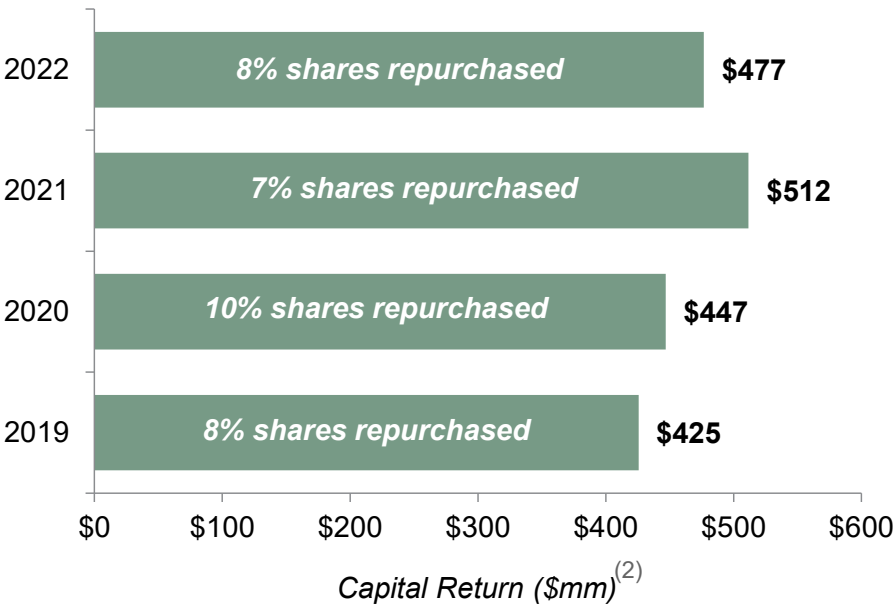 2022 8% shares repurchased $477
2021 7% shares repurchased $512
2020 10% shares repurchased $447
2019 8% shares repurchased $425
$0 $100 $200 $300 $400 $500 $600
Capital Return ($mm)(2)